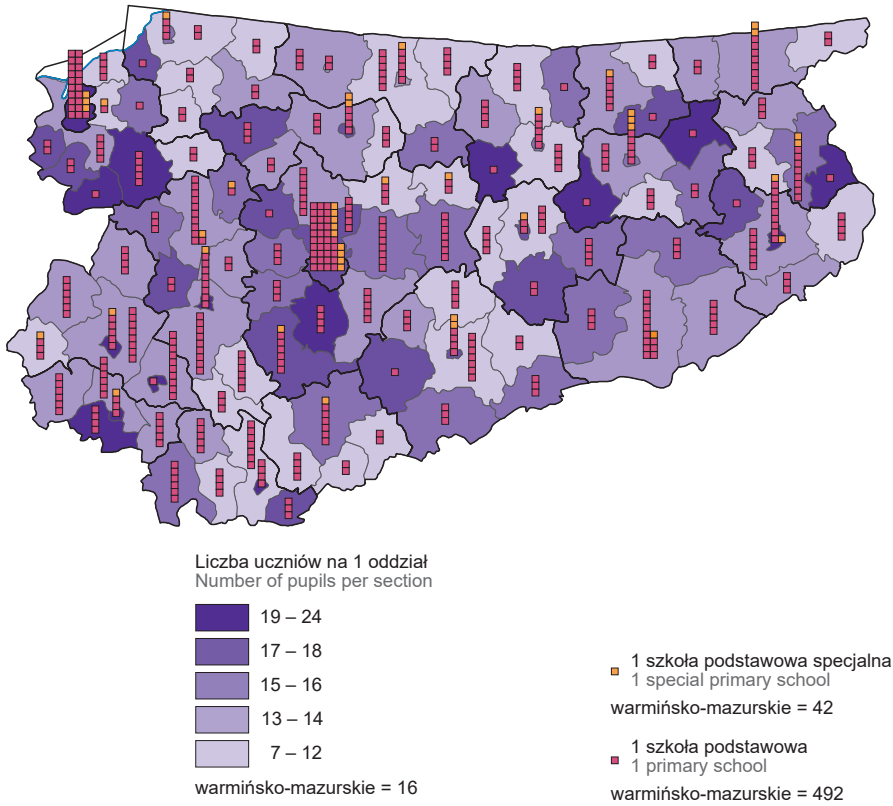 Liczba uczniów na 1 oddział
Number of pupils per section
19 – 24
17 – 18
15 – 16
13 – 14
7 – 12
warmińsko-mazurskie = 16
1 szkoła podstawowa specjalna
1 special primary school
warmińsko-mazurskie = 42
1 szkoła podstawowa
1 primary school
warmińsko-mazurskie = 492